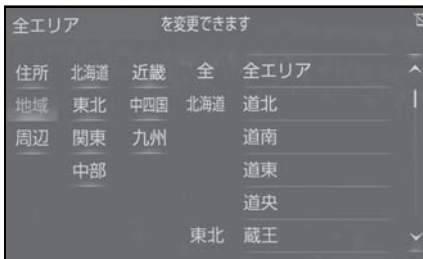 全エリア を変更できます
住所 北海道 近畿 全 全エリア
地域 東北 中四国 北海道 道北
周辺 関東 九州 道南
中部 道東
道央
東北 蔵王